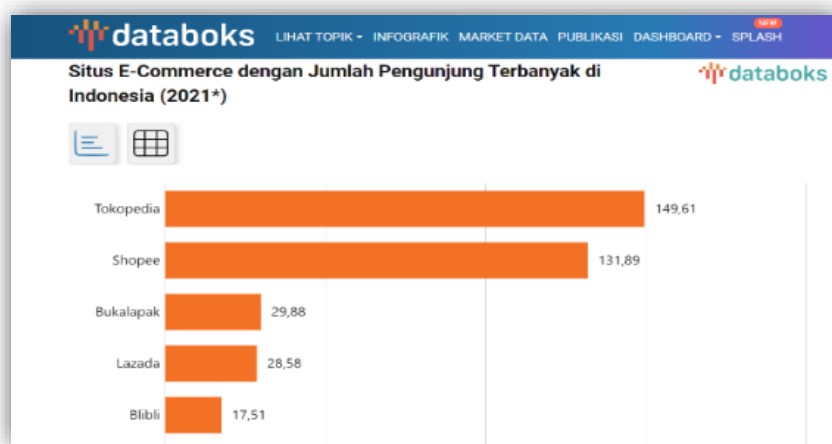 databoks LIHAT TOPIK INFOGRAFIK MARKET DATA PUBLIKASI DASHBOARD SPLASH
NEW
Situs E-Commerce dengan Jumlah Pengunjung Terbanyak di
Indonesia (2021*)
databoks
Tokopedia 149,61
Shopee 131,89
Bukalapak 29,88
Lazada 28,58
Blibli 17,51